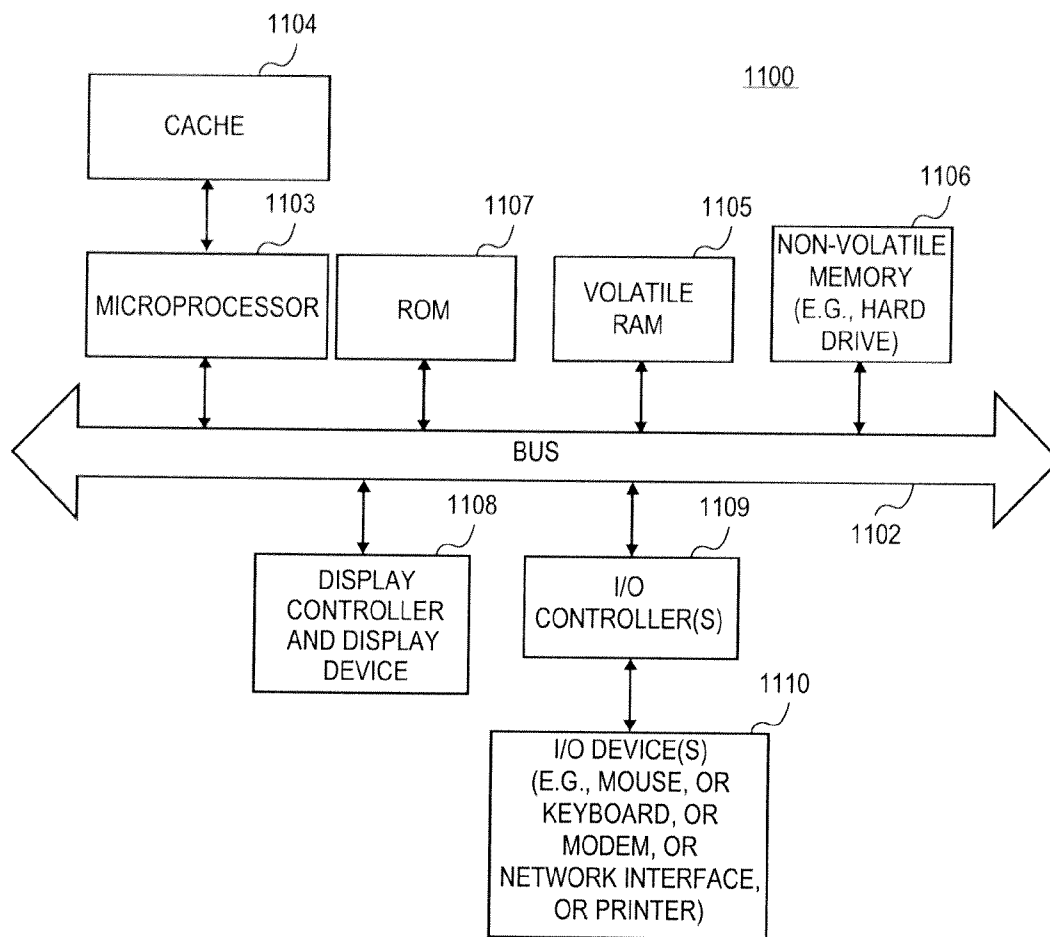 1104
1100
CACHE
1103
1107
1105
1106
MICROPROCESSOR
ROM
VOLATILE
RAM
NON-VOLATILE
MEMORY
(E.G., HARD
DRIVE)
BUS
1102
1108
1109
DISPLAY
CONTROLLER
AND DISPLAY
DEVICE
I/O
CONTROLLER(S)
1110
I/O DEVICE(S)
(E.G., MOUSE, OR
KEYBOARD, OR
MODEM, OR
NETWORK INTERFACE,
OR PRINTER)